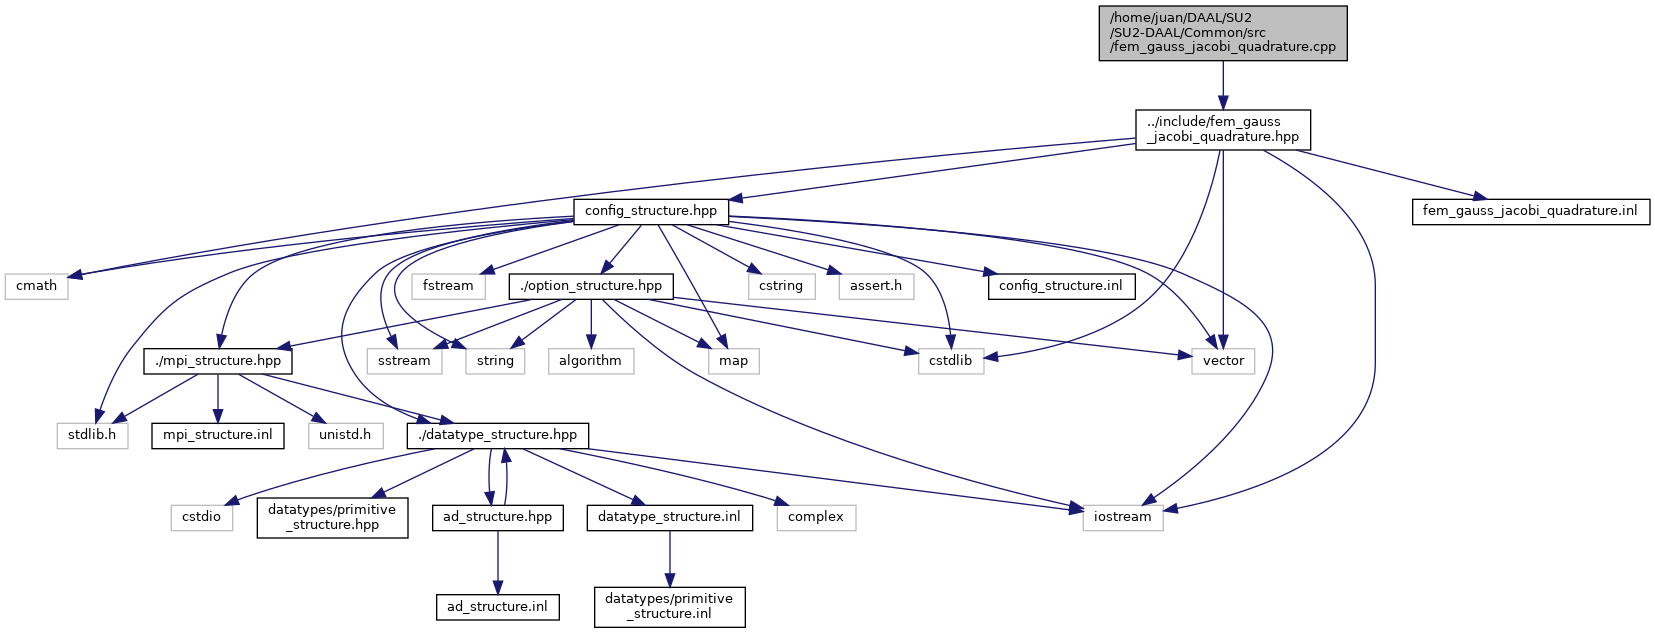 /home/juan/DAAL/SU2
/SU2-DAAL/Common/src
/fem_gauss_jacobi_quadrature.cpp
../include/fem_gauss
_jacobi_quadrature.hpp
config_structure.hpp
fem_gauss_jacobi_quadrature.inl
cmath
fstream
./option_structure.hpp
cstring
assert.h
config_structure.inl
./mpi_structure.hpp
sstream
string
algorithm
map
cstdlib
vector
stdlib.h
mpi_structure.inl
unistd.h
./datatype_structure.hpp
cstdio
datatypes/primitive
_structure.hpp
ad_structure.hpp
datatype_structure.inl
complex
iostream
ad_structure.inl
datatypes/primitive
_structure.inl